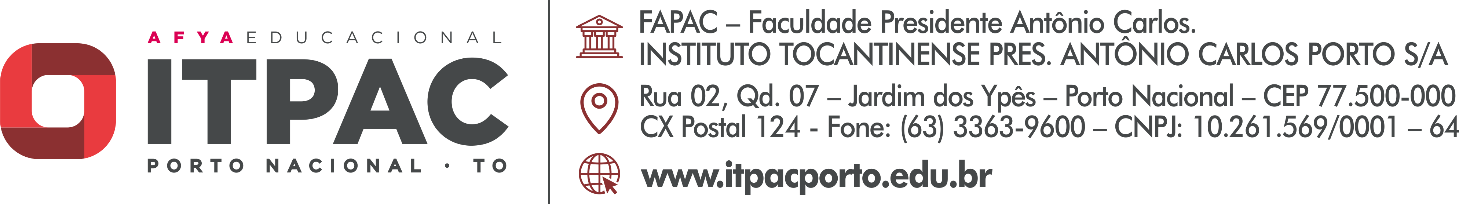 AFYA EDUCACIONAL
ITPAC
PORTO NACIONAL · TO
FAPAC – Faculdade Presidente Antônio Carlos.
INSTITUTO TOCANTINENSE PRES. ANTÔNIO CARLOS PORTO S/A
Rua 02, Qd. 07 – Jardim dos Ypês – Porto Nacional – CEP 77.500-000
CX Postal 124 - Fone: (63) 3363-9600 – CNPJ: 10.261.569/0001 – 64
www.itpacporto.edu.br